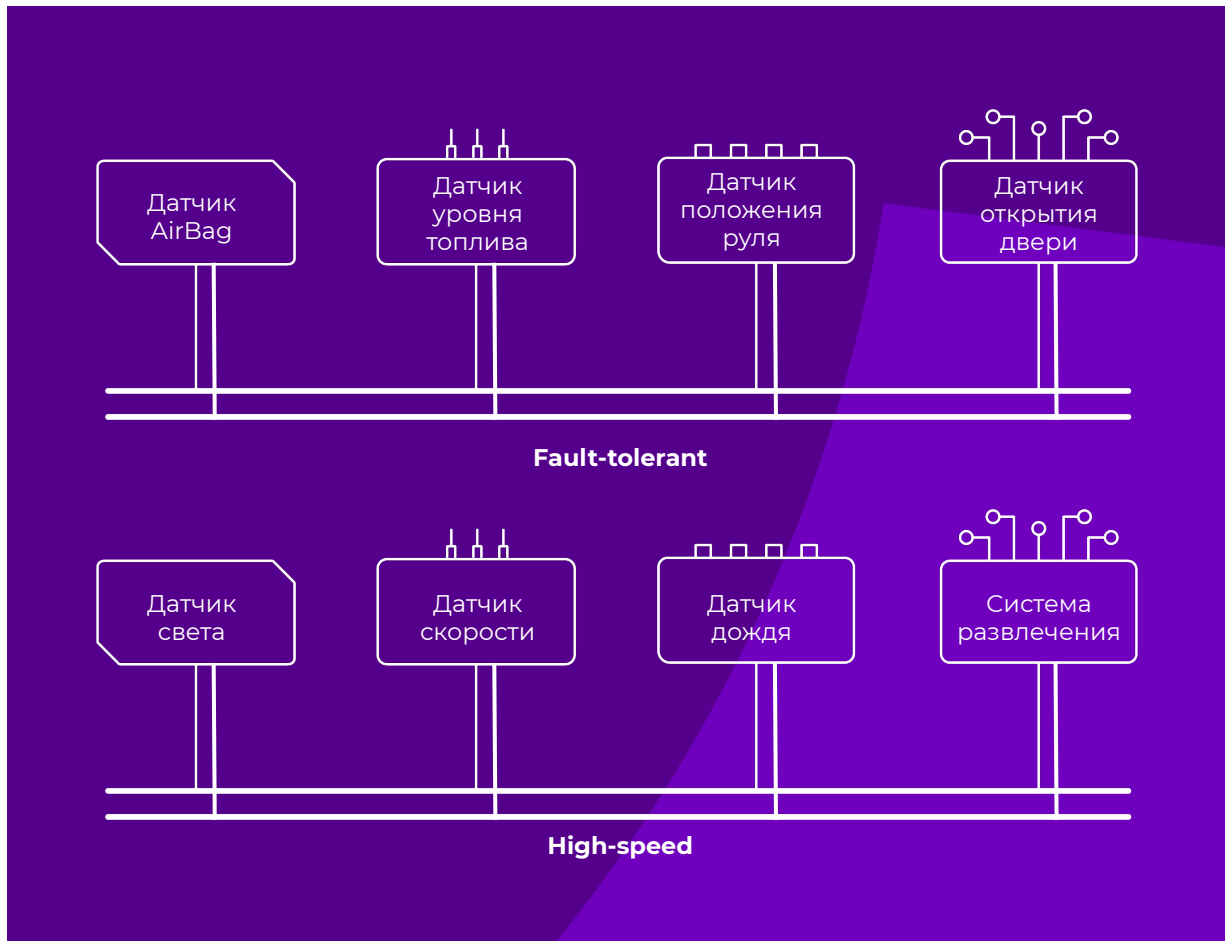 Датчик
AirBag
Датчик
уровня
топлива
Датчик
положения
руля
Датчик
открытия
двери
Fault-tolerant
Датчик
света
Датчик
скорости
Датчик
дождя
Система
развлечения
High-speed